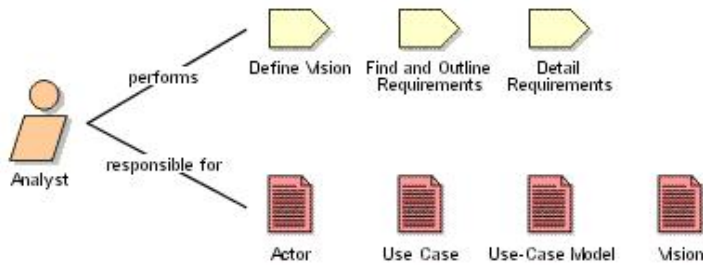 performs
Define Vision
Find and Outline
Requirements
Detail
Requirements
Analyst
responsible for
Actor
Use Case
Use-Case Model
Vision